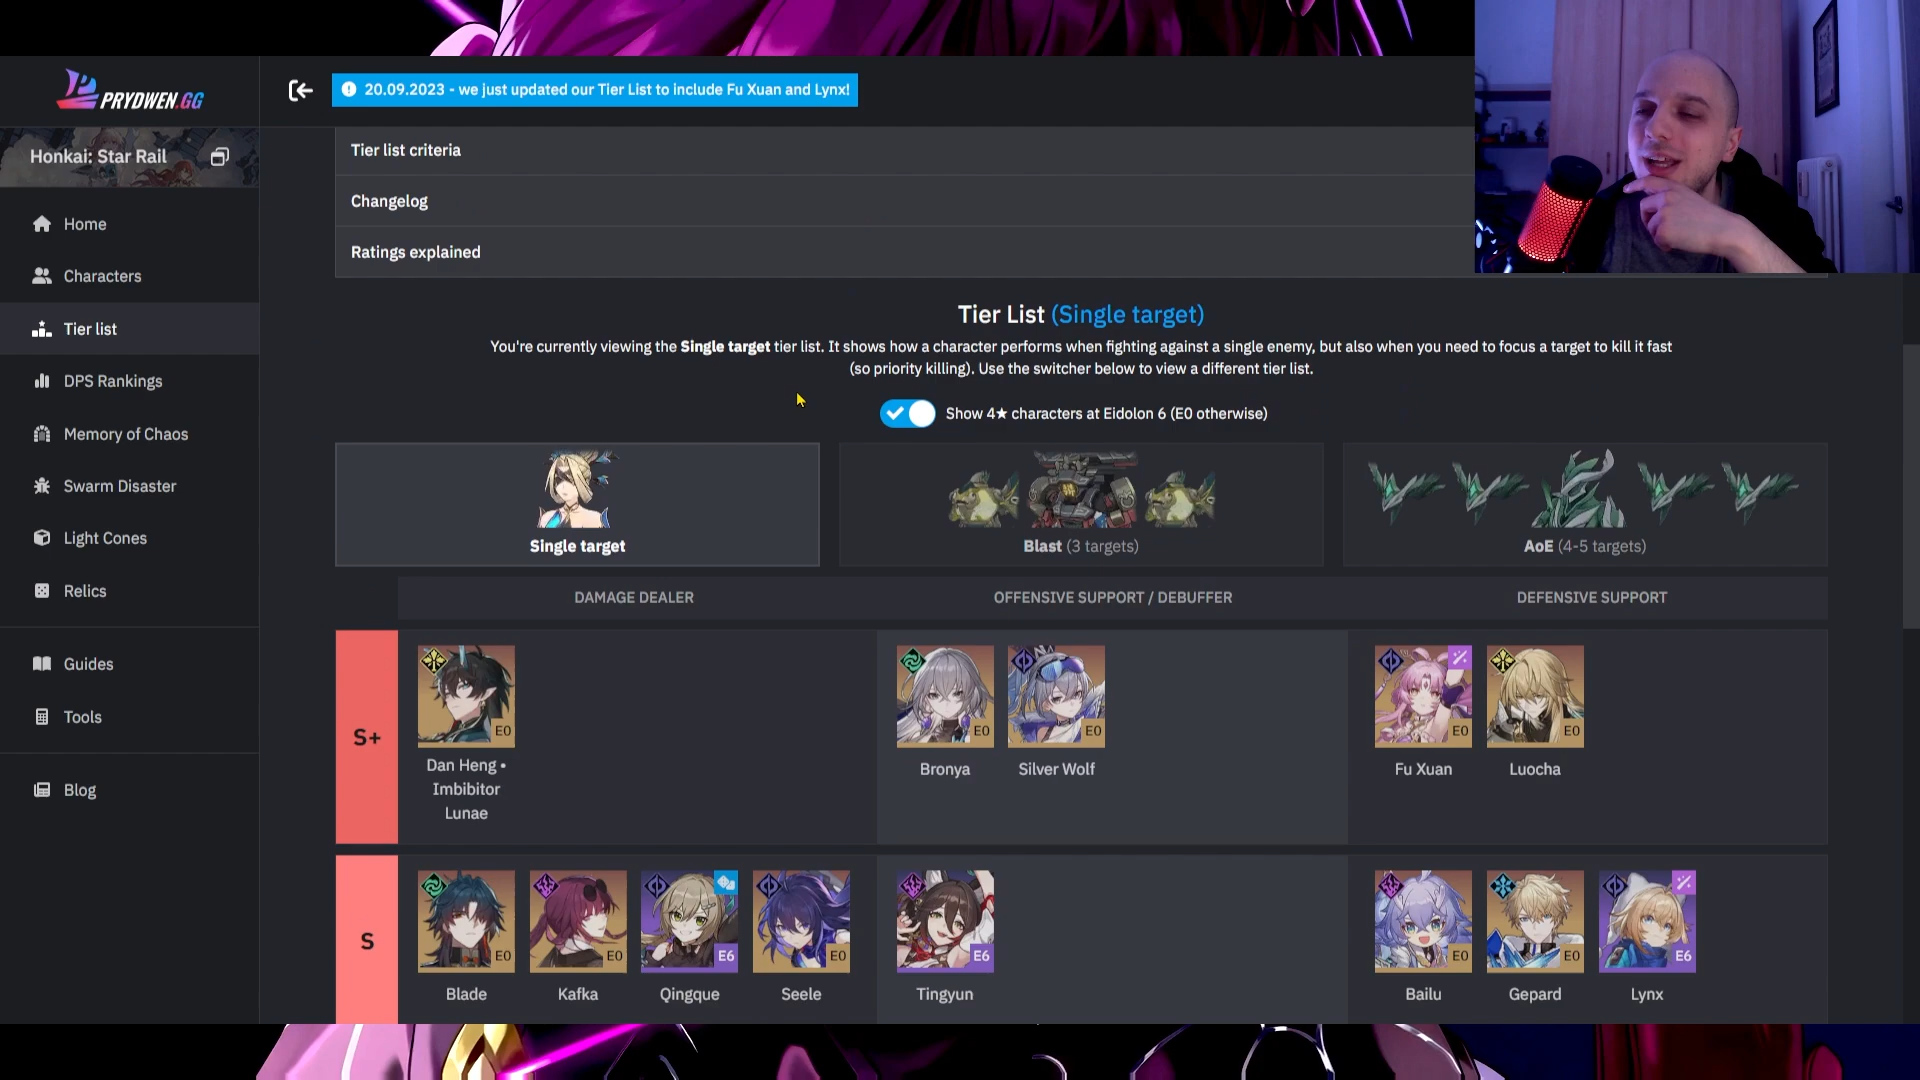 PRYDWEN.GG
20.09.2023 - we just updated our Tier List to include Fu Xuan and Lynx!
Honkai: Star Rail
Home
Characters
Tier list
DPS Rankings
Memory of Chaos
Swarm Disaster
Light Cones
Relics
Guides
Tools
Blog
Tier list criteria
Changelog
Ratings explained
Tier List (Single target)
You're currently viewing the Single target tier list. It shows how a character performs when fighting against a single enemy, but also when you need to focus a target to kill it fast
(so priority killing). Use the switcher below to view a different tier list.
Show 4★ characters at Eidolon 6 (E0 otherwise)
Single target
Blast (3 targets)
AoE (4-5 targets)
DAMAGE DEALER
OFFENSIVE SUPPORT / DEBUFFER
DEFENSIVE SUPPORT
S+
E0
Dan Heng •
Imbibitor
Lunae
E0
Bronya
E0
Silver Wolf
E0
Fu Xuan
E0
Luocha
S
E0
Blade
E0
Kafka
E6
Qingque
E0
Seele
E6
Tingyun
E0
Bailu
E0
Gepard
E6
Lynx